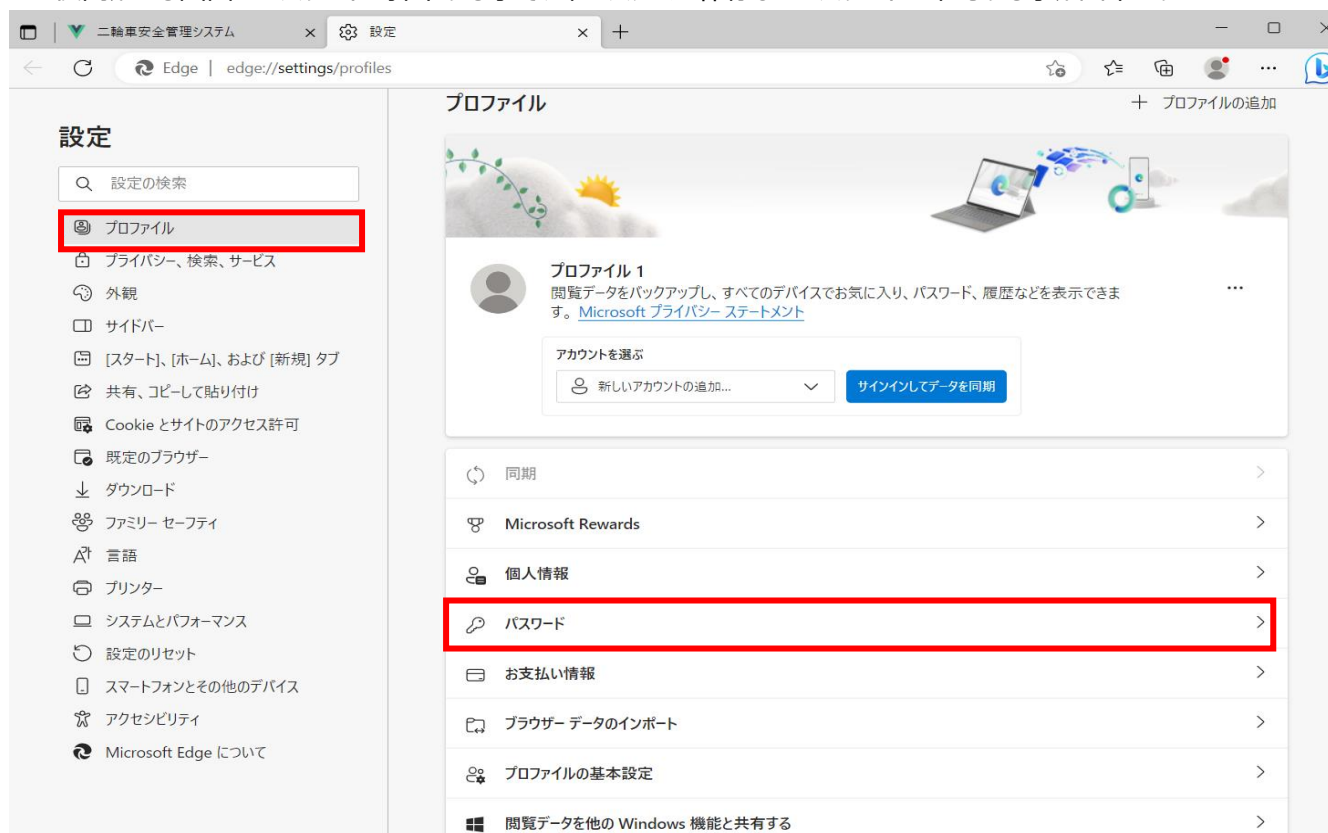 二輪車安全管理システム
設定
Edge | edge://settings/profiles
設定
設定の検索
プロファイル
プライバシー、検索、サービス
外観
サイドバー
[スタート]、[ホーム]、および [新規] タブ
共有、コピーして貼り付け
Cookie とサイトのアクセス許可
既定のブラウザー
ダウンロード
ファミリー セーフティ
言語
プリンター
システムとパフォーマンス
設定のリセット
スマートフォンとその他のデバイス
アクセシビリティ
Microsoft Edge について
プロファイル
プロファイルの追加
プロファイル 1
閲覧データをバックアップし、すべてのデバイスでお気に入り、パスワード、履歴などを表示できま
す。Microsoft プライバシー ステートメント
アカウントを選ぶ
新しいアカウントの追加...
サインインしてデータを同期
同期
Microsoft Rewards
個人情報
パスワード
お支払い情報
ブラウザー データのインポート
プロファイルの基本設定
閲覧データを他の Windows 機能と共有する